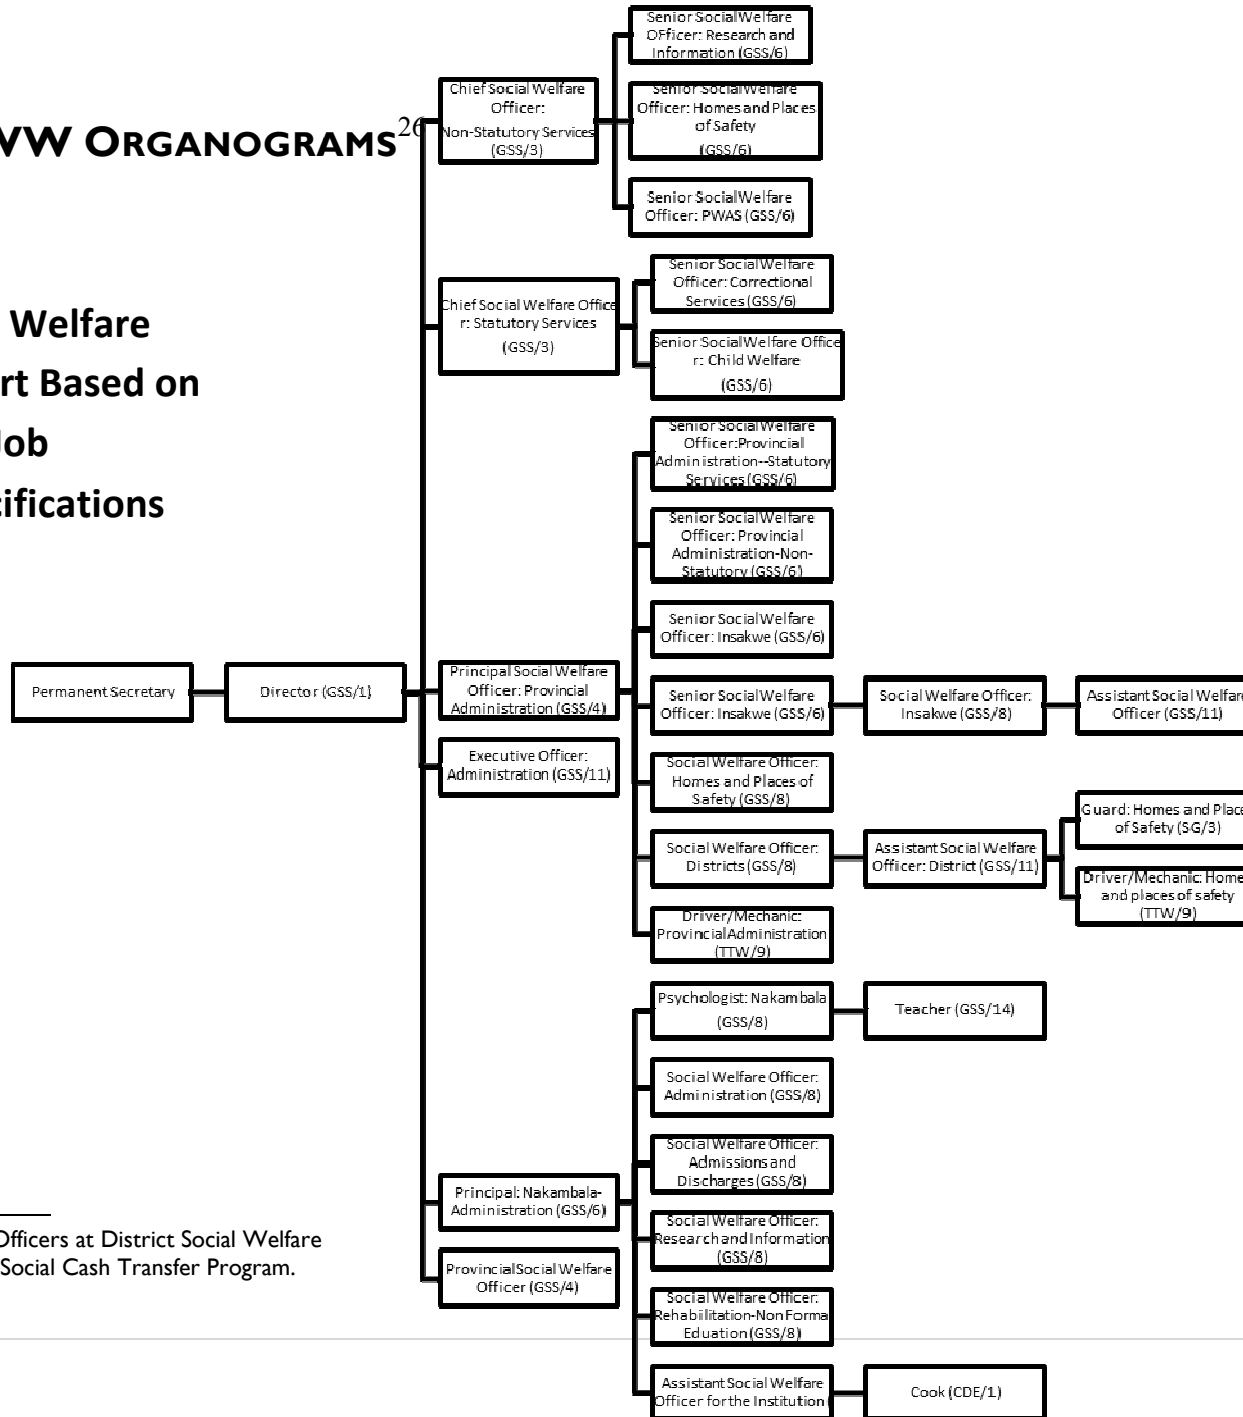 VW ORGANOGRAMS26
Welfare
rt Based on
Job
cifications
Permanent Secretary
Director (GSS/1)
Chief Social Welfare
Officer:
Non-Statutory Services
(GSS/3)
Senior Social Welfare
OFficer: Research and
Information (GSS/6)
Senior Social Welfare
Officer: Homes and Places
of Safety
(GSS/6)
Senior Social Welfare
Officer: PWAS (GSS/6)
Chief Social Welfare Office
r: Statutory Services
(GSS/3)
Senior Social Welfare
Officer: Correctional
Services (GSS/6)
Senior Social Welfare Office
r: Child Welfare
(GSS/6)
Principal Social Welfare
Officer: Provincial
Administration (GSS/4)
Senior Social Welfare
Officer:Provincial
Administration--Statutory
Services (GSS/6)
Senior Social Welfare
Officer: Provincial
Administration-Non-
Statutory (GSS/6)
Senior Social Welfare
Officer: Insakwe (GSS/6)
Senior Social Welfare
Officer: Insakwe (GSS/6)
Social Welfare Officer:
Insakwe (GSS/8)
Assistant Social Welfare
Officer (GSS/11)
Social Welfare Officer:
Homes and Places of
Safety (GSS/8)
Social Welfare Officer:
Districts (GSS/8)
Assistant Social Welfare
Officer: District (GSS/11)
Guard: Homes and Place
of Safety (SG/3)
Driver/Mechanic: Home
and places of safety
(TTW/9)
Driver/Mechanic:
Provincial Administration
(TTW/9)
Executive Officer:
Administration (GSS/11)
Principal: Nakambala-
Administration (GSS/6)
Psychologist: Nakambala
(GSS/8)
Teacher (GSS/14)
Social Welfare Officer:
Administration (GSS/8)
Social Welfare Officer:
Admissions and
Discharges (GSS/8)
Social Welfare Officer:
Research and Information
(GSS/8)
Social Welfare Officer:
Rehabilitation-Non Forma
Eduation (GSS/8)
Assistant Social Welfare
Officer for the Institution (
Cook (CDE/1)
Provincial Social Welfare
Officer (GSS/4)
Officers at District Social Welfare
Social Cash Transfer Program.